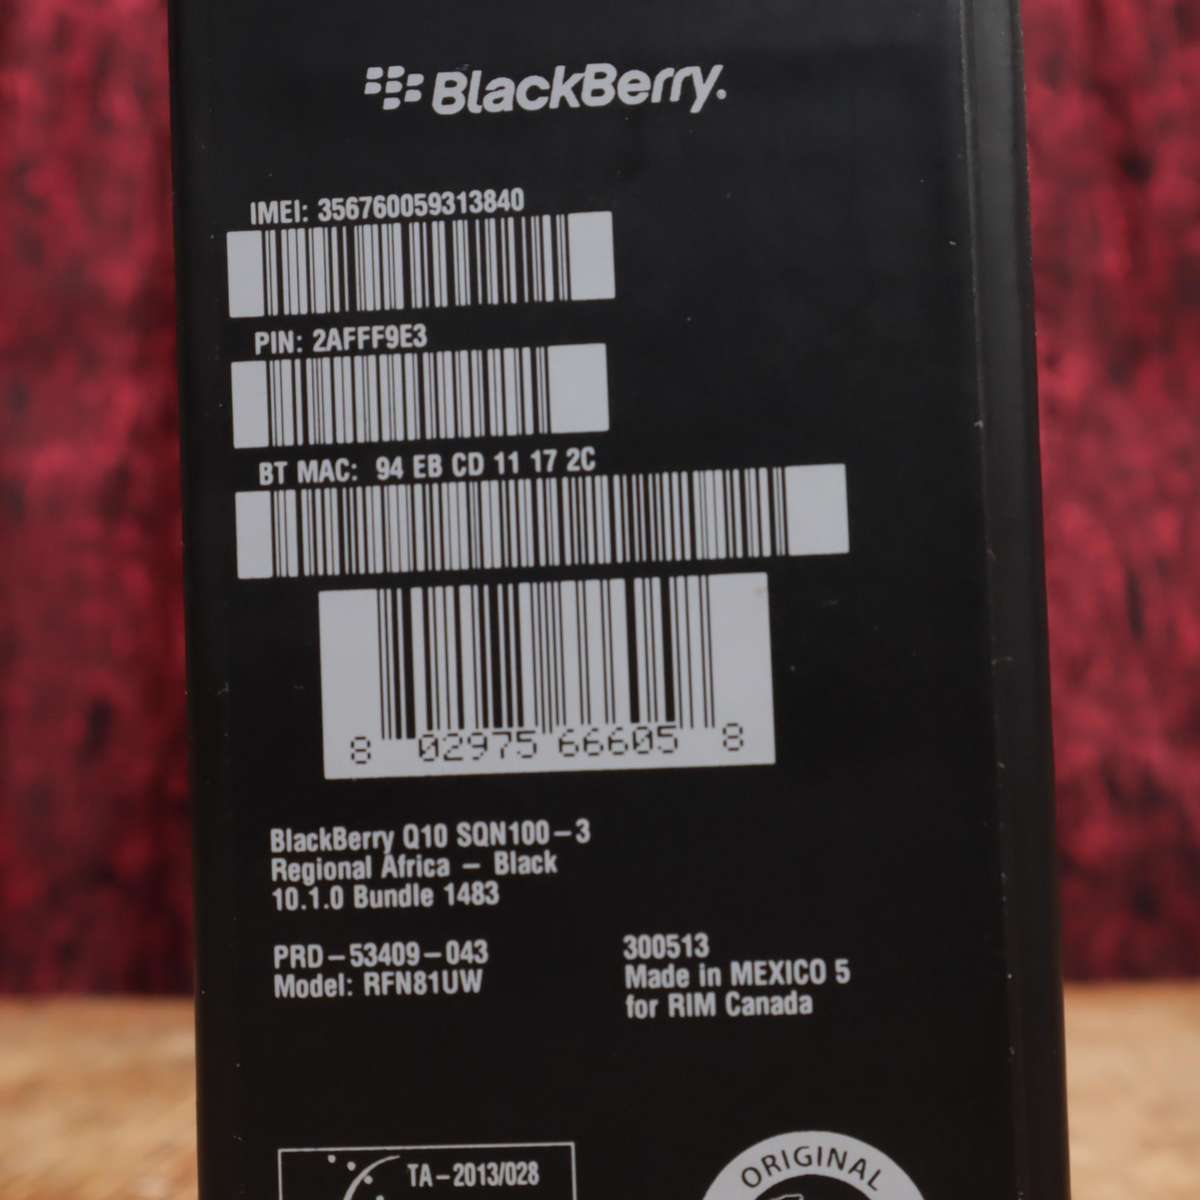 BlackBerry.
IMEI: 356760059313840
PIN: 2AFFF9E3
BT MAC: 94 EB CD 11 17 2C
8 02975 66605 8
BlackBerry Q10 SQN100-3
Regional Africa - Black
10.1.0 Bundle 1483
PRD-53409-043
Model: RFN81UW
300513
Made in MEXICO 5
for RIM Canada
TA-2013/028
ORIGINAL